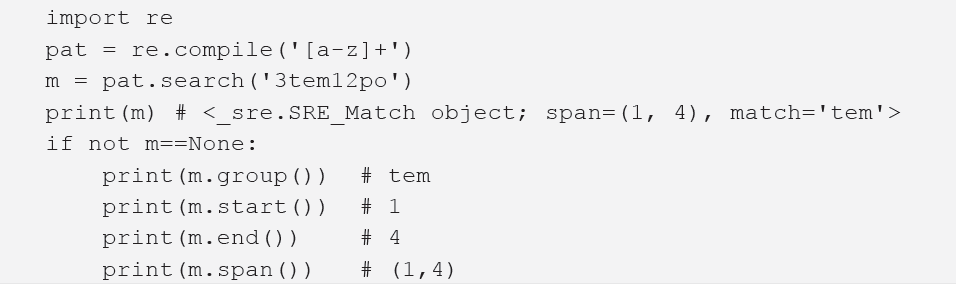 import re
pat = re.compile('[a-z]+')
m = pat.search('3tem12po')
print(m) # <_sre.SRE_Match object; span=(1, 4), match='tem'>
if not m==None:
    print(m.group())  # tem
    print(m.start())  # 1
    print(m.end())    # 4
    print(m.span())   # (1,4)